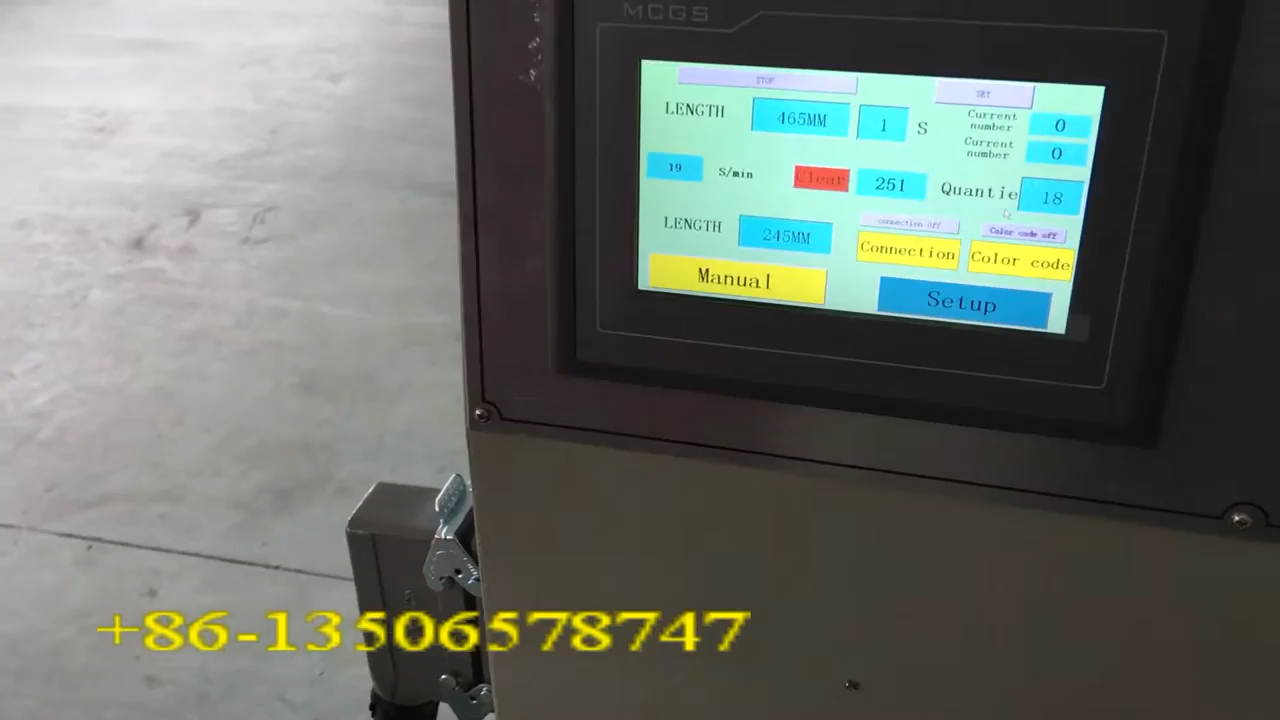 MCGS
STOP
SET
LENGTH 465MM 1 S
Current number 0
Current number 0
19 S/min Clear 251 Quantie 18
LENGTH 245MM
connection Off
Color code off
Connection
Color code
Manual
Setup
+86-13506578747